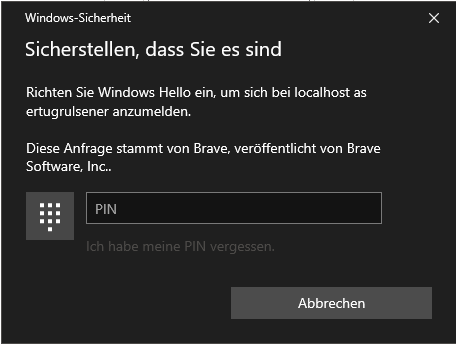 Windows-Sicherheit
Sicherstellen, dass Sie es sind
Richten Sie Windows Hello ein, um sich bei localhost as
ertugrulsener anzumelden.
Diese Anfrage stammt von Brave, veröffentlicht von Brave
Software, Inc..
PIN
Ich habe meine PIN vergessen.
Abbrechen